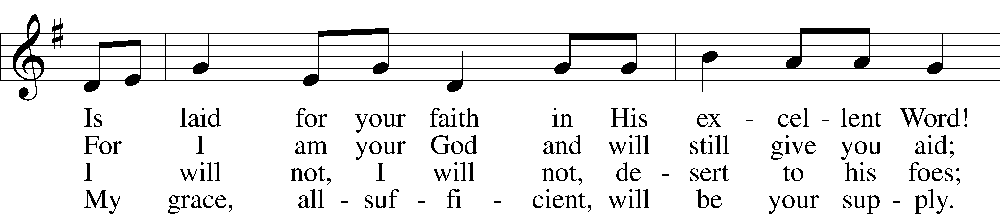 Is laid for your faith in His ex - cel - lent Word!
For I am your God and will still give you aid;
I will not, I will not, de - sert to his foes;
My grace, all - suf - fi - cient, will be your sup - ply.